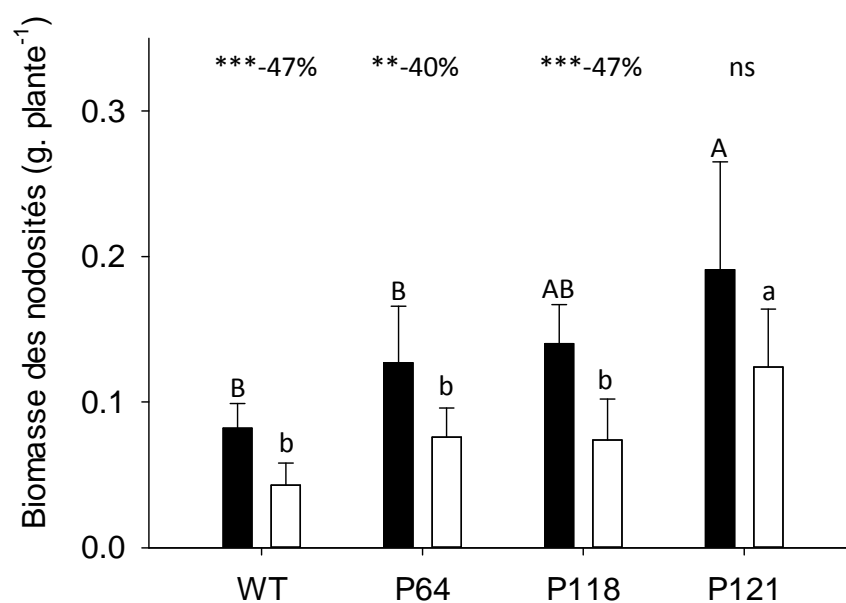 ***-47% **-40% ***-47% ns
Biomasse des nodosités (g. plante⁻¹)
0.3
A
0.2
B AB a
0.1
B b b b
0.0
WT P64 P118 P121